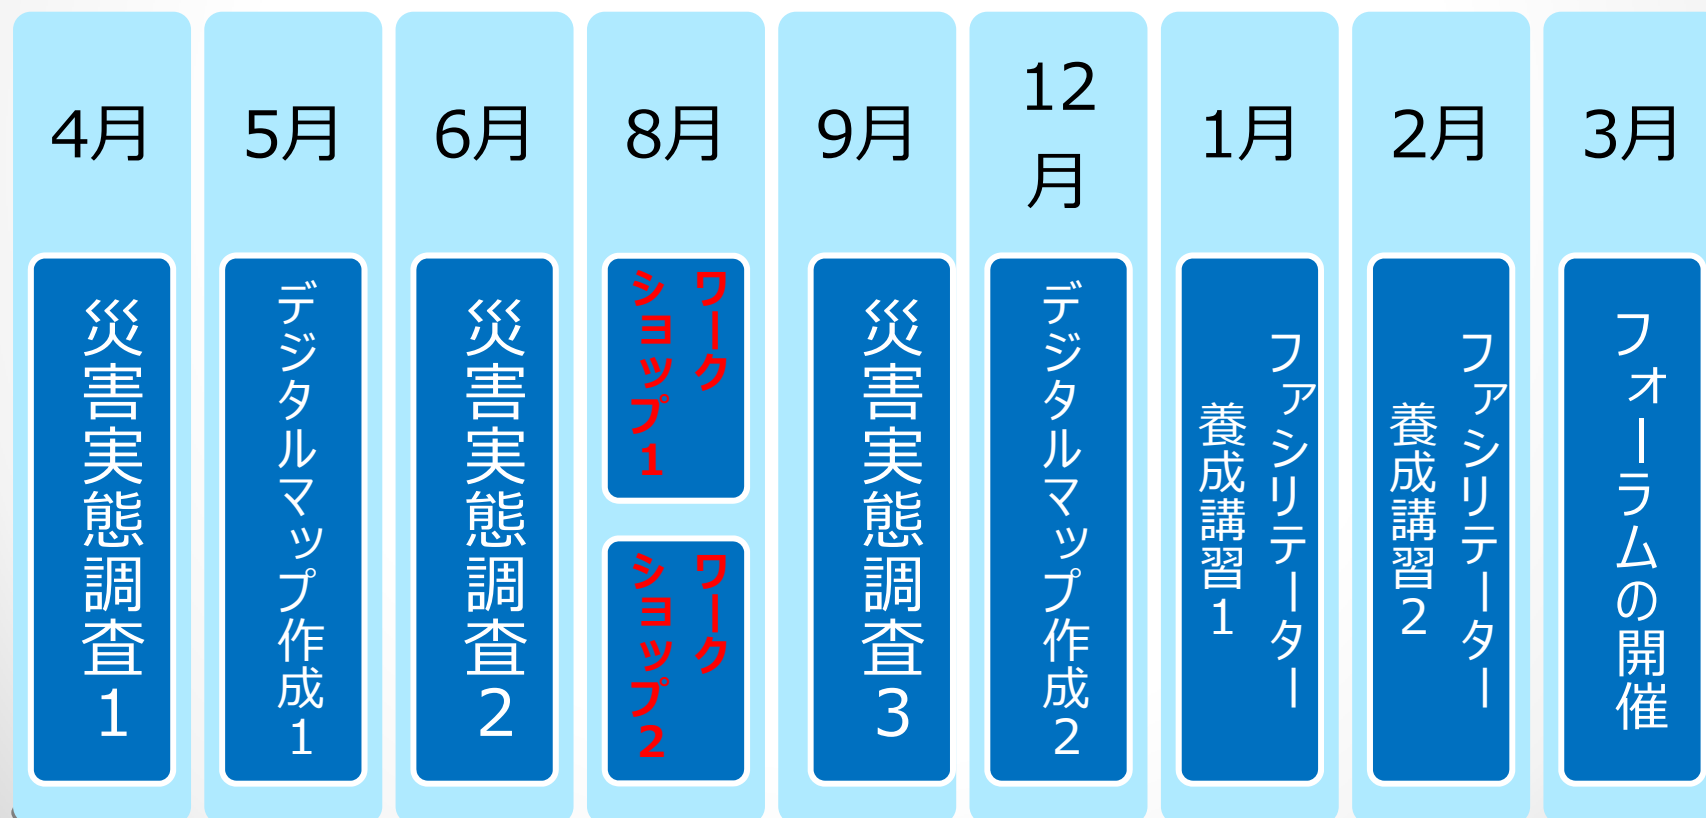 4月
災害実態調査1
5月
デジタルマップ作成1
6月
災害実態調査2
8月
ワーク
ショップ1
ワーク
ショップ2
9月
災害実態調査3
12
月
デジタルマップ作成2
1月
ファシリテーター
養成講習1
2月
ファシリテーター
養成講習2
3月
フォーラムの開催